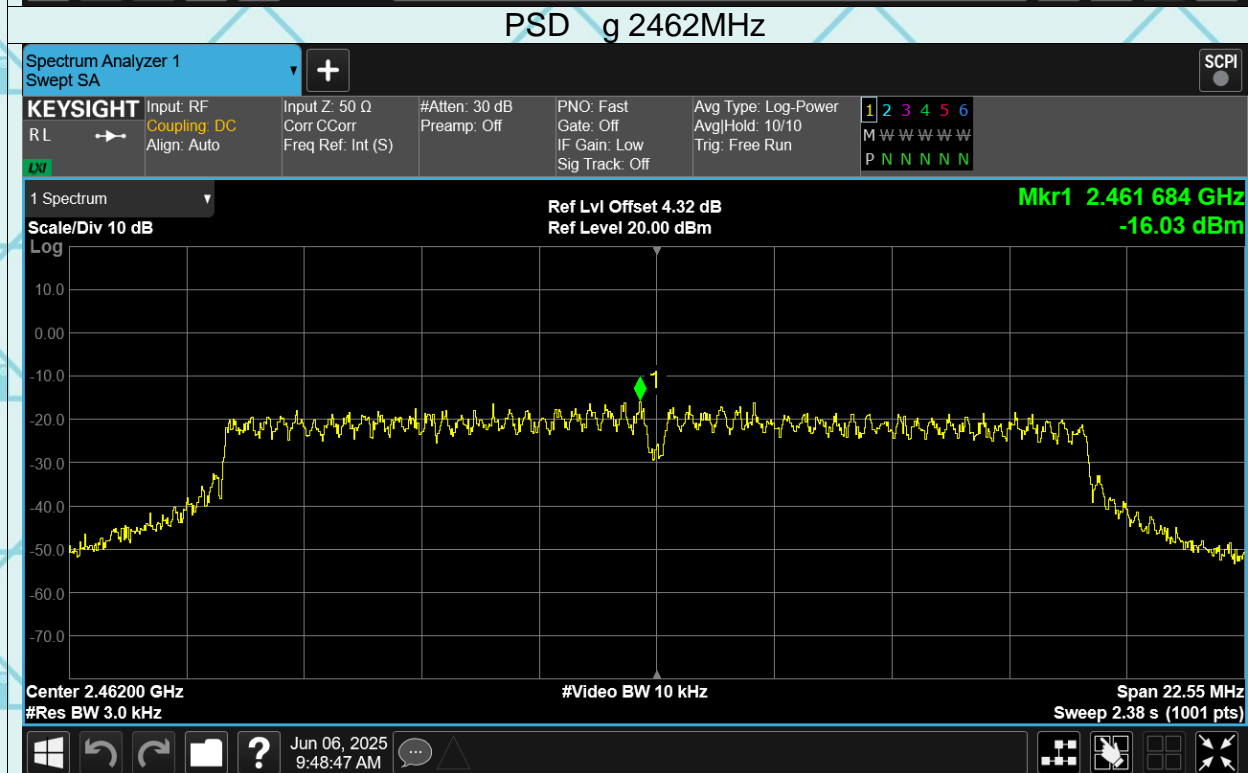 PSD g 2462MHz
Spectrum Analyzer 1
Swept SA
▼
+
SCPI
KEYSIGHT
RL
LXI
Input: RF
Coupling: DC
Align: Auto
Input Z: 50 Ω
Corr CCorr
Freq Ref: Int (S)
#Atten: 30 dB
Preamp: Off
PNO: Fast
Gate: Off
IF Gain: Low
Sig Track: Off
Avg Type: Log-Power
Avg|Hold: 10/10
Trig: Free Run
1 2 3 4 5 6
M W W W W W
P N N N N N
1 Spectrum ▼
Scale/Div 10 dB
Log
Ref Lvl Offset 4.32 dB
Ref Level 20.00 dBm
Mkr1 2.461 684 GHz
-16.03 dBm
10.0
0.00
-10.0
-20.0
-30.0
-40.0
-50.0
-60.0
-70.0
1
Center 2.46200 GHz
#Res BW 3.0 kHz
#Video BW 10 kHz
Span 22.55 MHz
Sweep 2.38 s (1001 pts)
?
Jun 06, 2025
9:48:47 AM